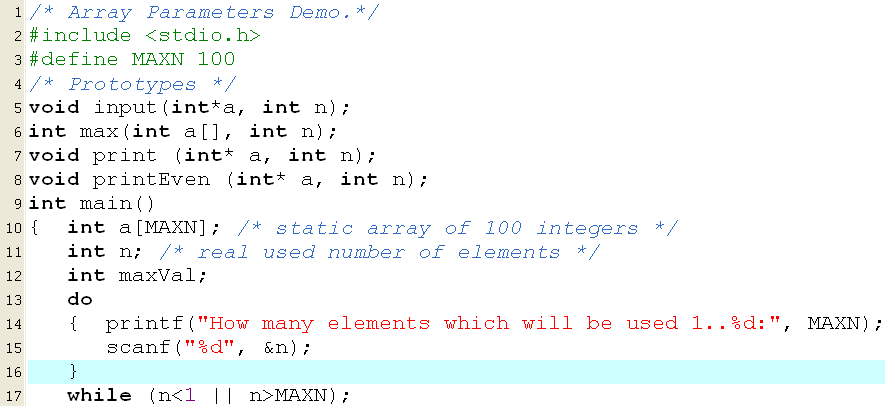 1 /* Array Parameters Demo.*/
2 #include <stdio.h>
3 #define MAXN 100
4 /* Prototypes */
5 void input(int*a, int n);
6 int max(int a[], int n);
7 void print (int* a, int n);
8 void printEven (int* a, int n);
9 int main()
10 {  int a[MAXN]; /* static array of 100 integers */
11    int n; /* real used number of elements */
12    int maxVal;
13    do
14    {  printf("How many elements which will be used 1..%d:", MAXN);
15       scanf("%d", &n);
16    }
17    while (n<1 || n>MAXN);